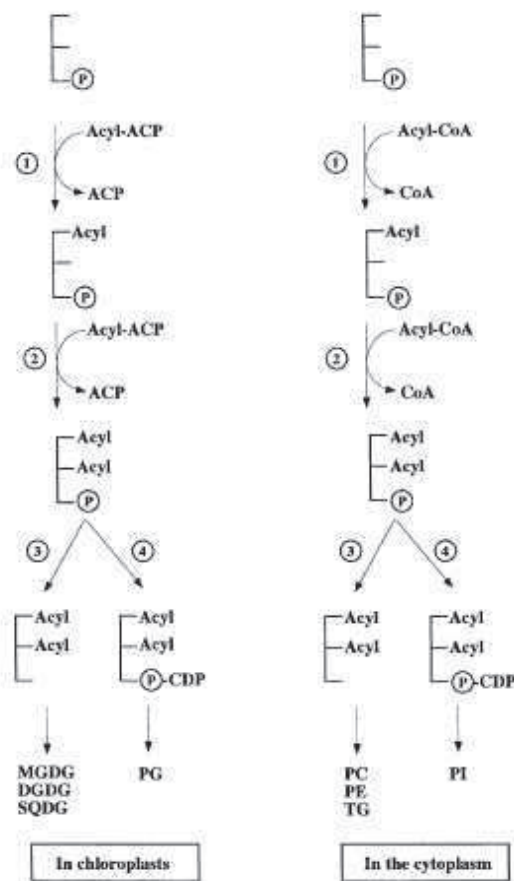 P
P
Acyl-ACP
Acyl-CoA
1
1
ACP
CoA
Acyl
Acyl
P
P
Acyl-ACP
Acyl-CoA
2
2
ACP
CoA
Acyl
Acyl
Acyl
Acyl
P
P
3
4
3
4
Acyl
Acyl
Acyl
Acyl
Acyl
Acyl
Acyl
Acyl
P-CDP
P-CDP
MGDG
PG
PC
PI
DGDG
PE
SQDG
TG
In chloroplasts
In the cytoplasm